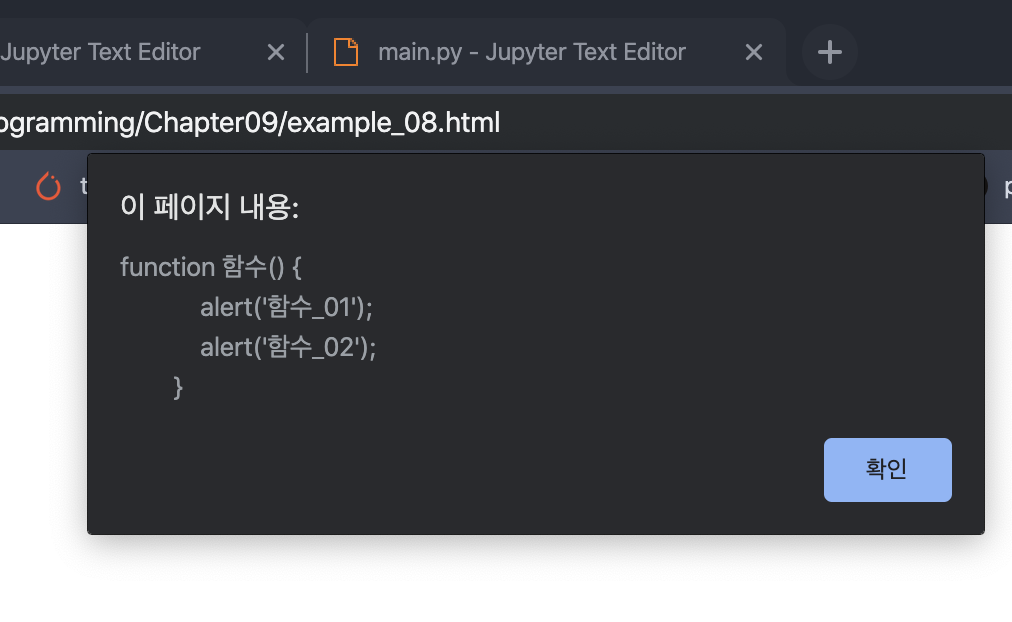 Jupyter Text Editor
main.py - Jupyter Text Editor
ogramming/Chapter09/example_08.html
이 페이지 내용:
function 함수() {
alert('함수_01');
alert('함수_02');
}
확인